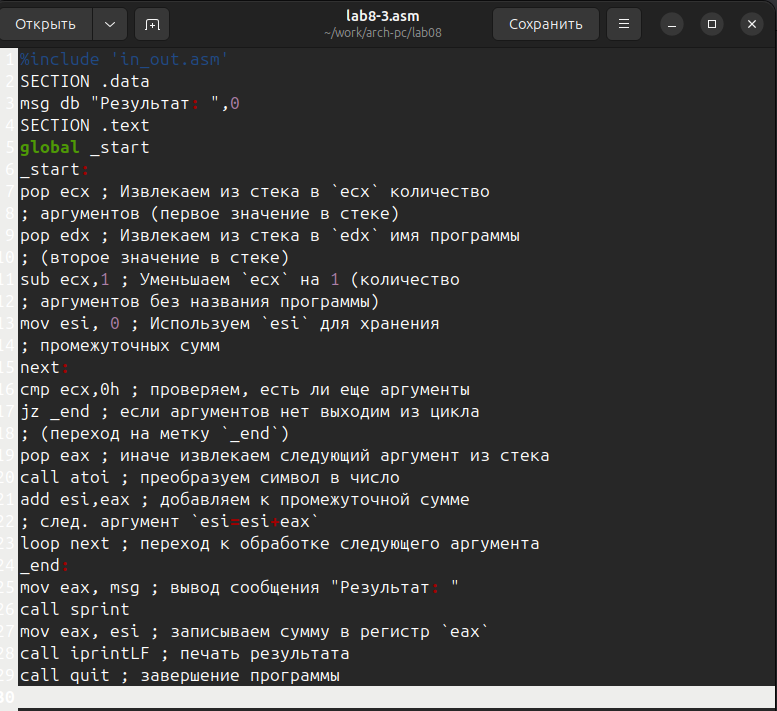 Открыть
lab8-3.asm
~/work/arch-pc/lab08
Сохранить
1 %include 'in_out.asm'
2 SECTION .data
3 msg db "Результат: ",0
4 SECTION .text
5 global _start
6 _start:
7 pop ecx ; Извлекаем из стека в `ecx` количество
8 ; аргументов (первое значение в стеке)
9 pop edx ; Извлекаем из стека в `edx` имя программы
10 ; (второе значение в стеке)
11 sub ecx,1 ; Уменьшаем `ecx` на 1 (количество
12 ; аргументов без названия программы)
13 mov esi, 0 ; Используем `esi` для хранения
14 ; промежуточных сумм
15 next:
16 cmp ecx,0h ; проверяем, есть ли еще аргументы
17 jz _end ; если аргументов нет выходим из цикла
18 ; (переход на метку `_end`)
19 pop eax ; иначе извлекаем следующий аргумент из стека
20 call atoi ; преобразуем символ в число
21 add esi,eax ; добавляем к промежуточной сумме
22 ; след. аргумент `esi=esi+eax`
23 loop next ; переход к обработке следующего аргумента
24 _end:
25 mov eax, msg ; вывод сообщения "Результат: "
26 call sprint
27 mov eax, esi ; записываем сумму в регистр `eax`
28 call iprintLF ; печать результата
29 call quit ; завершение программы
30